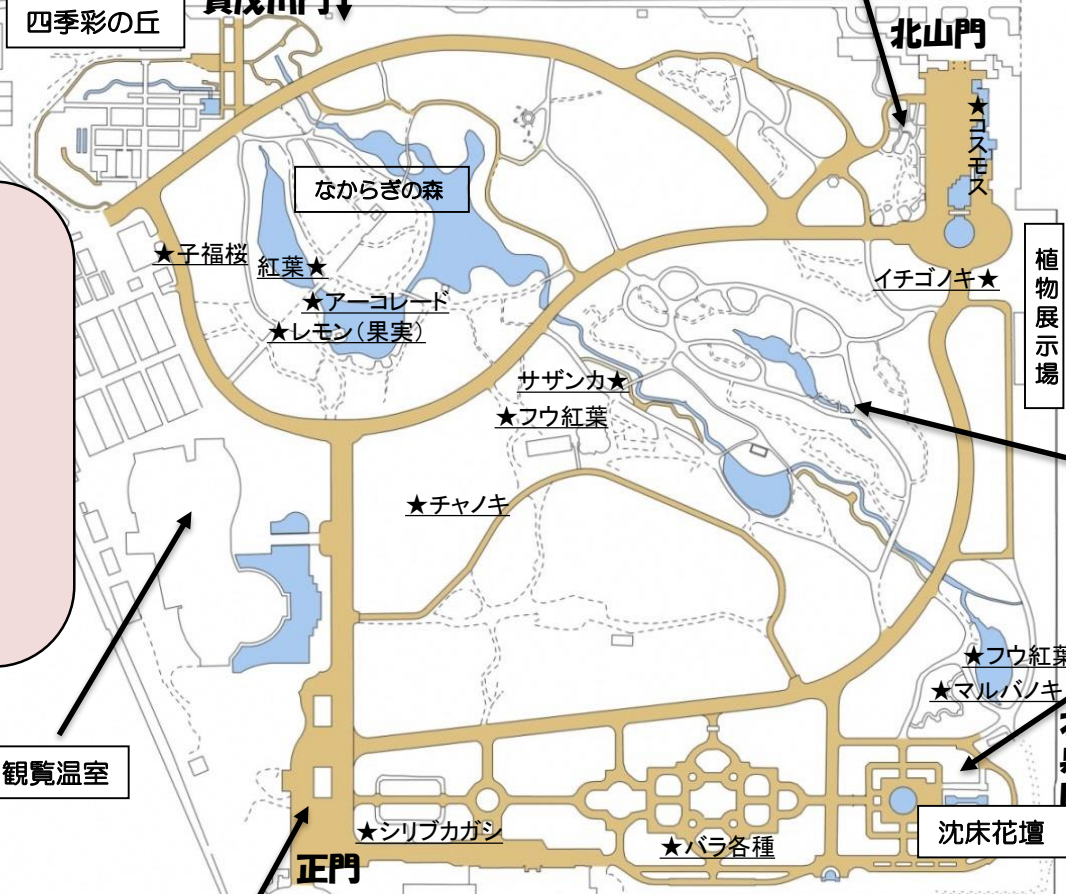 四季彩の丘
賀茂川門
北山門
★コスモス
なからぎの森
★子福桜
紅葉★
イチゴノキ★
植物展示場
★アーコレード
★レモン（果実）
サザンカ★
★フウ紅葉
★チャノキ
★フウ紅葉
★マルバノキ
観覧温室
沈床花壇
★シリブカガシ
★バラ各種
正門